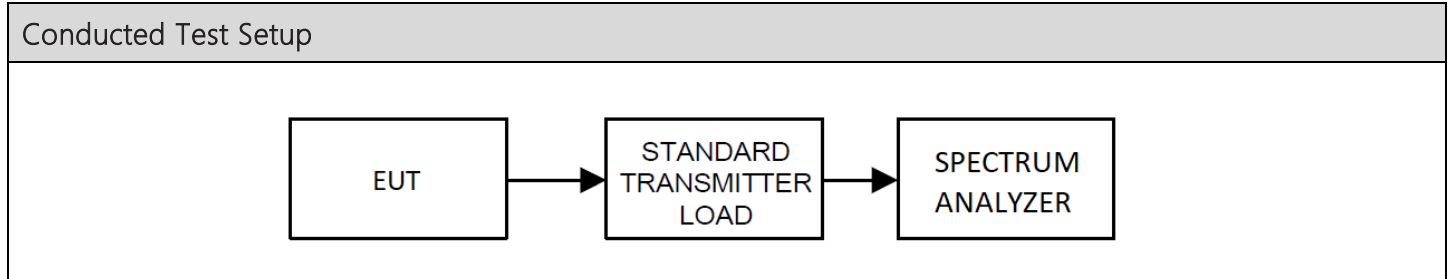 Conducted Test Setup
EUT
STANDARD
TRANSMITTER
LOAD
SPECTRUM
ANALYZER